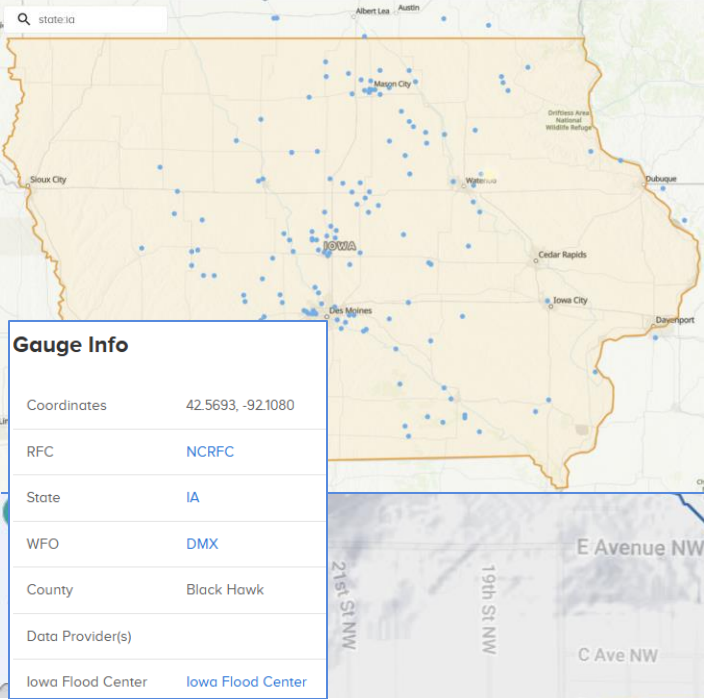 Albert Lea
Austin
state:ia
Mason City
Driftless Area
National
Wildlife Refuge
Sioux City
Dubuque
IOWA
Cedar Rapids
Iowa City
Des Moines
Davenport
Gauge Info
Coordinates 42.5693, -92.1080
RFC NCRFC
State IA
WFO DMX
County Black Hawk
Data Provider(s)
Iowa Flood Center Iowa Flood Center
21st St NW
19th St NW
E Avenue NW
C Ave NW